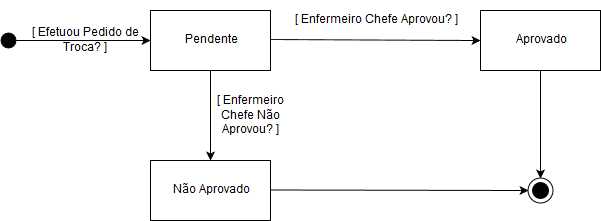 [ Enfermeiro Chefe Aprovou? ]
[ Efetuou Pedido de
Troca? ]
Pendente
Aprovado
[ Enfermeiro
Chefe Não
Aprovou? ]
Não Aprovado